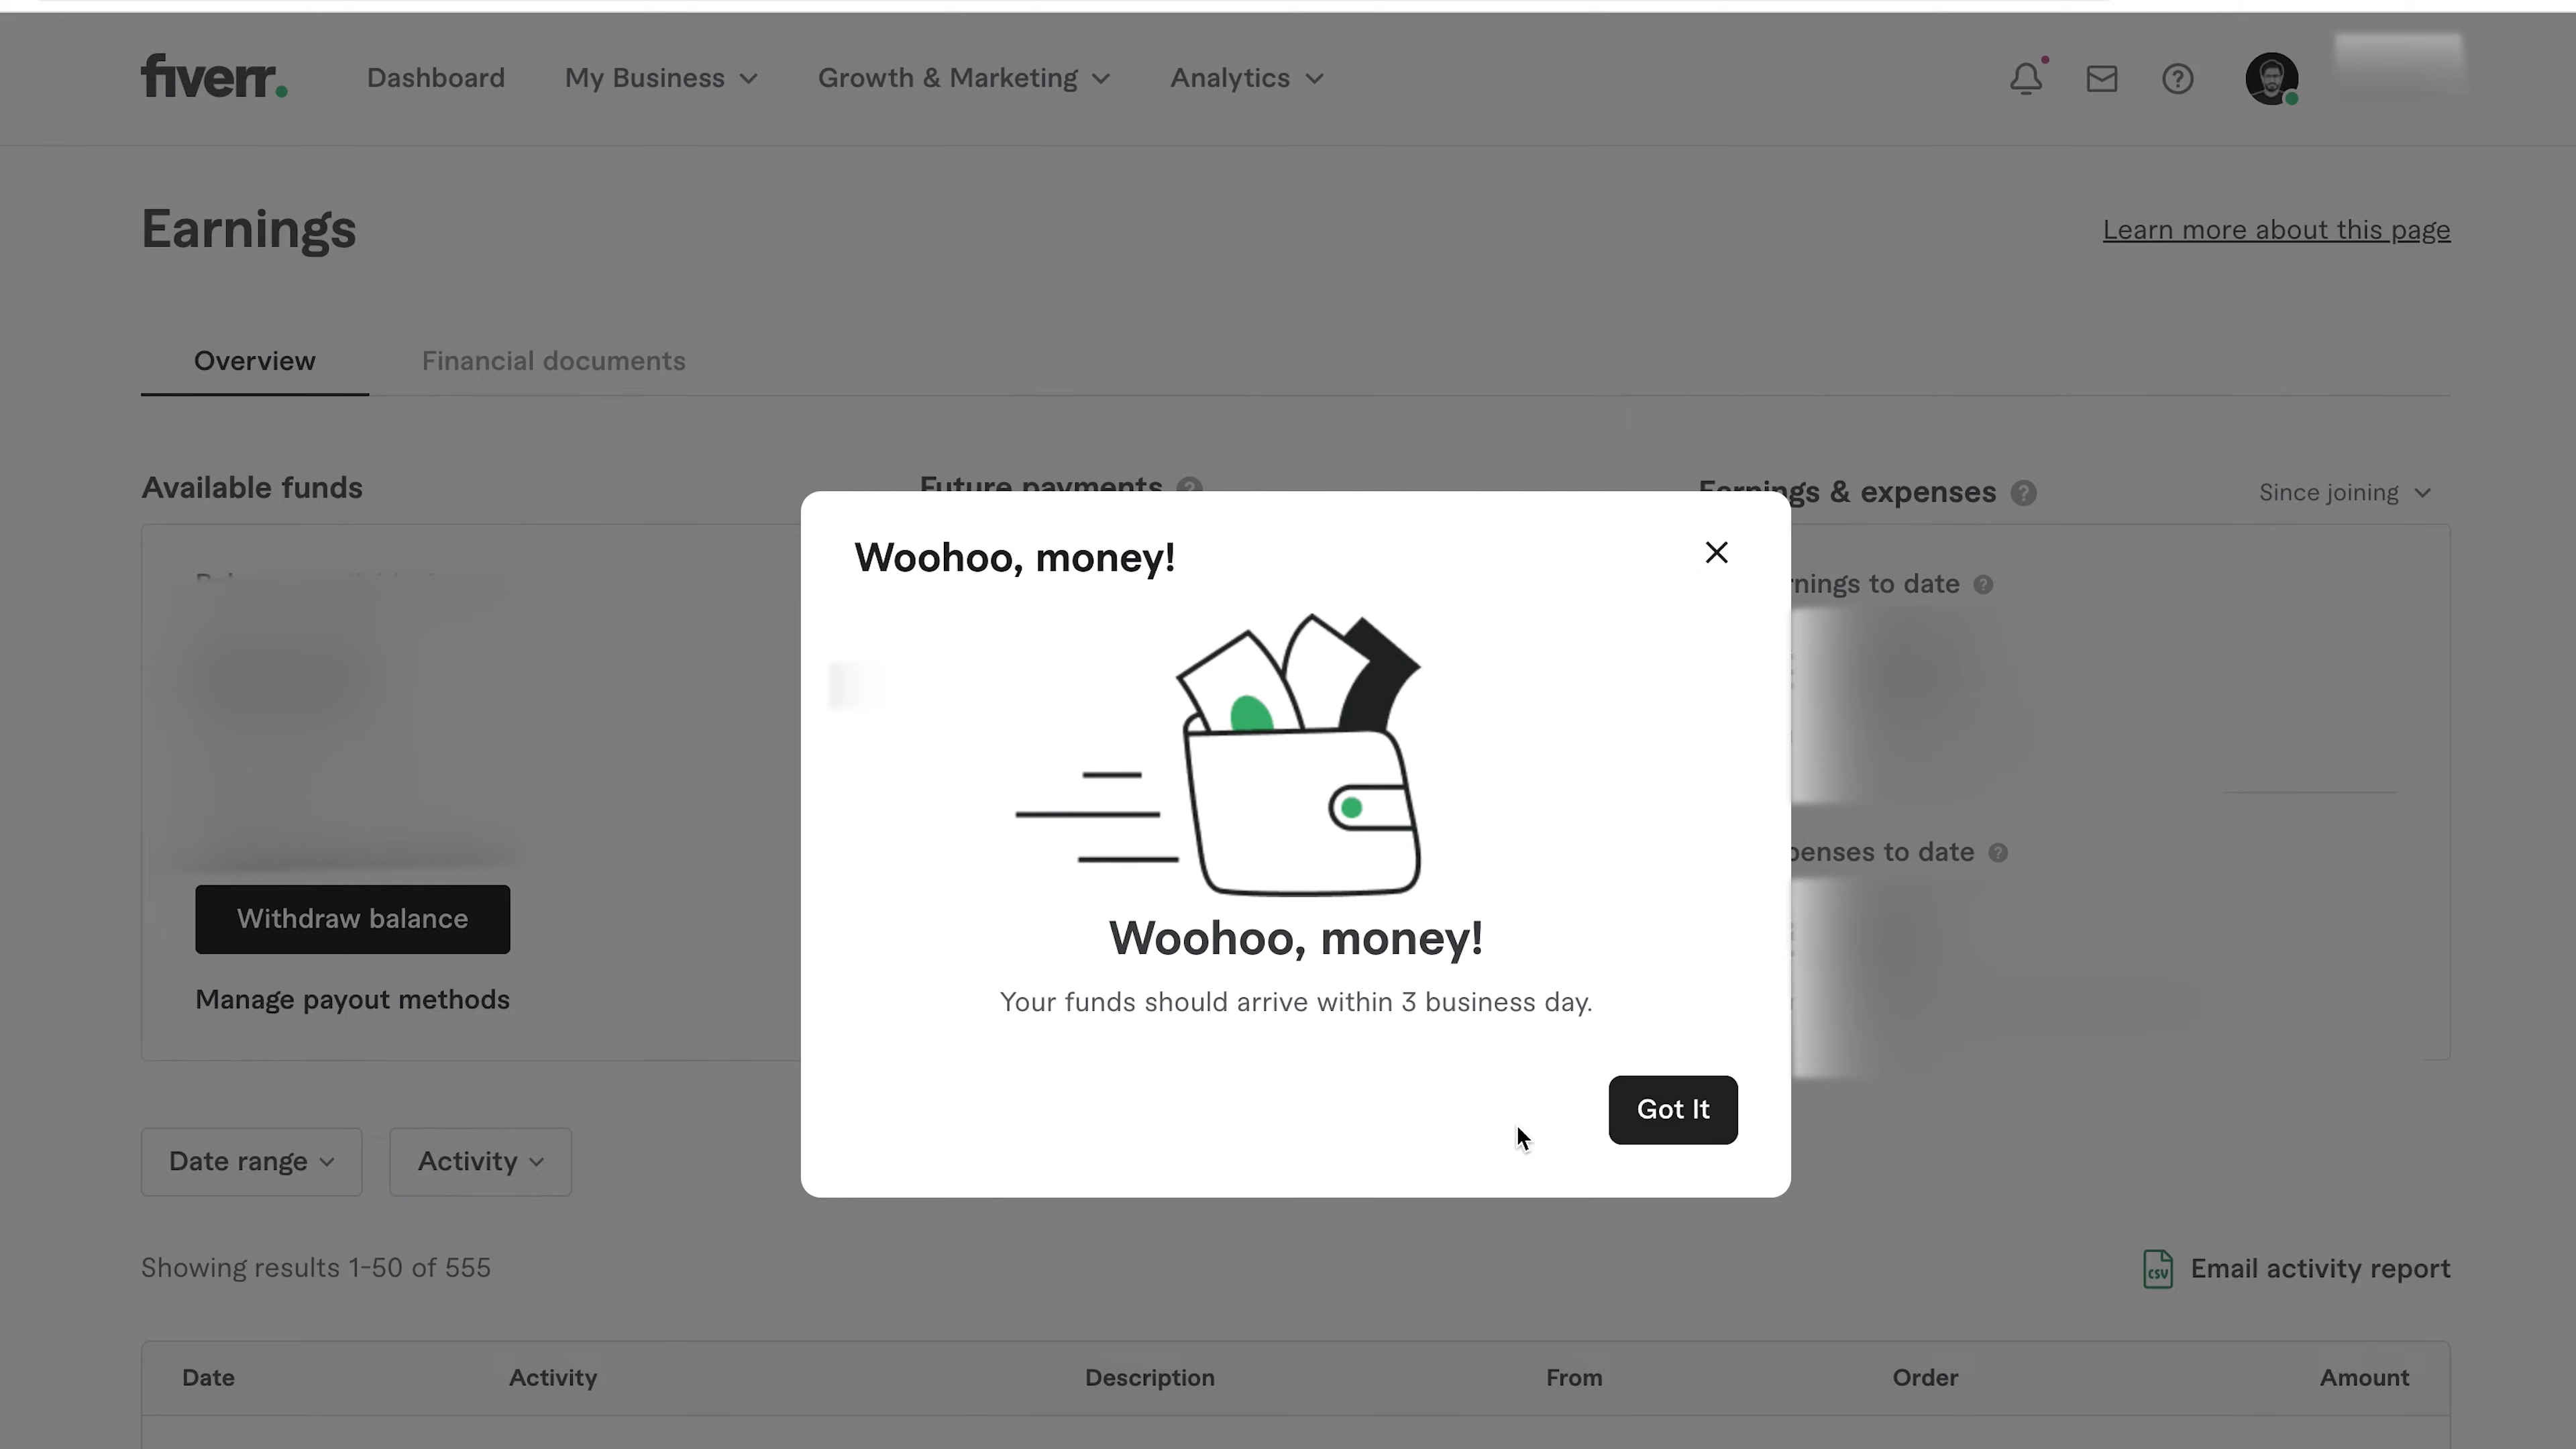 fiverr.
Dashboard
My Business
Growth & Marketing
Analytics
Earnings
Learn more about this page
Overview
Financial documents
Available funds
Future payments
Earnings & expenses
Since joining
Woohoo, money!
nings to date
penses to date
Woohoo, money!
Your funds should arrive within 3 business day.
Got It
Withdraw balance
Manage payout methods
Date range
Activity
Showing results 1-50 of 555
CSV
Email activity report
Date
Activity
Description
From
Order
Amount